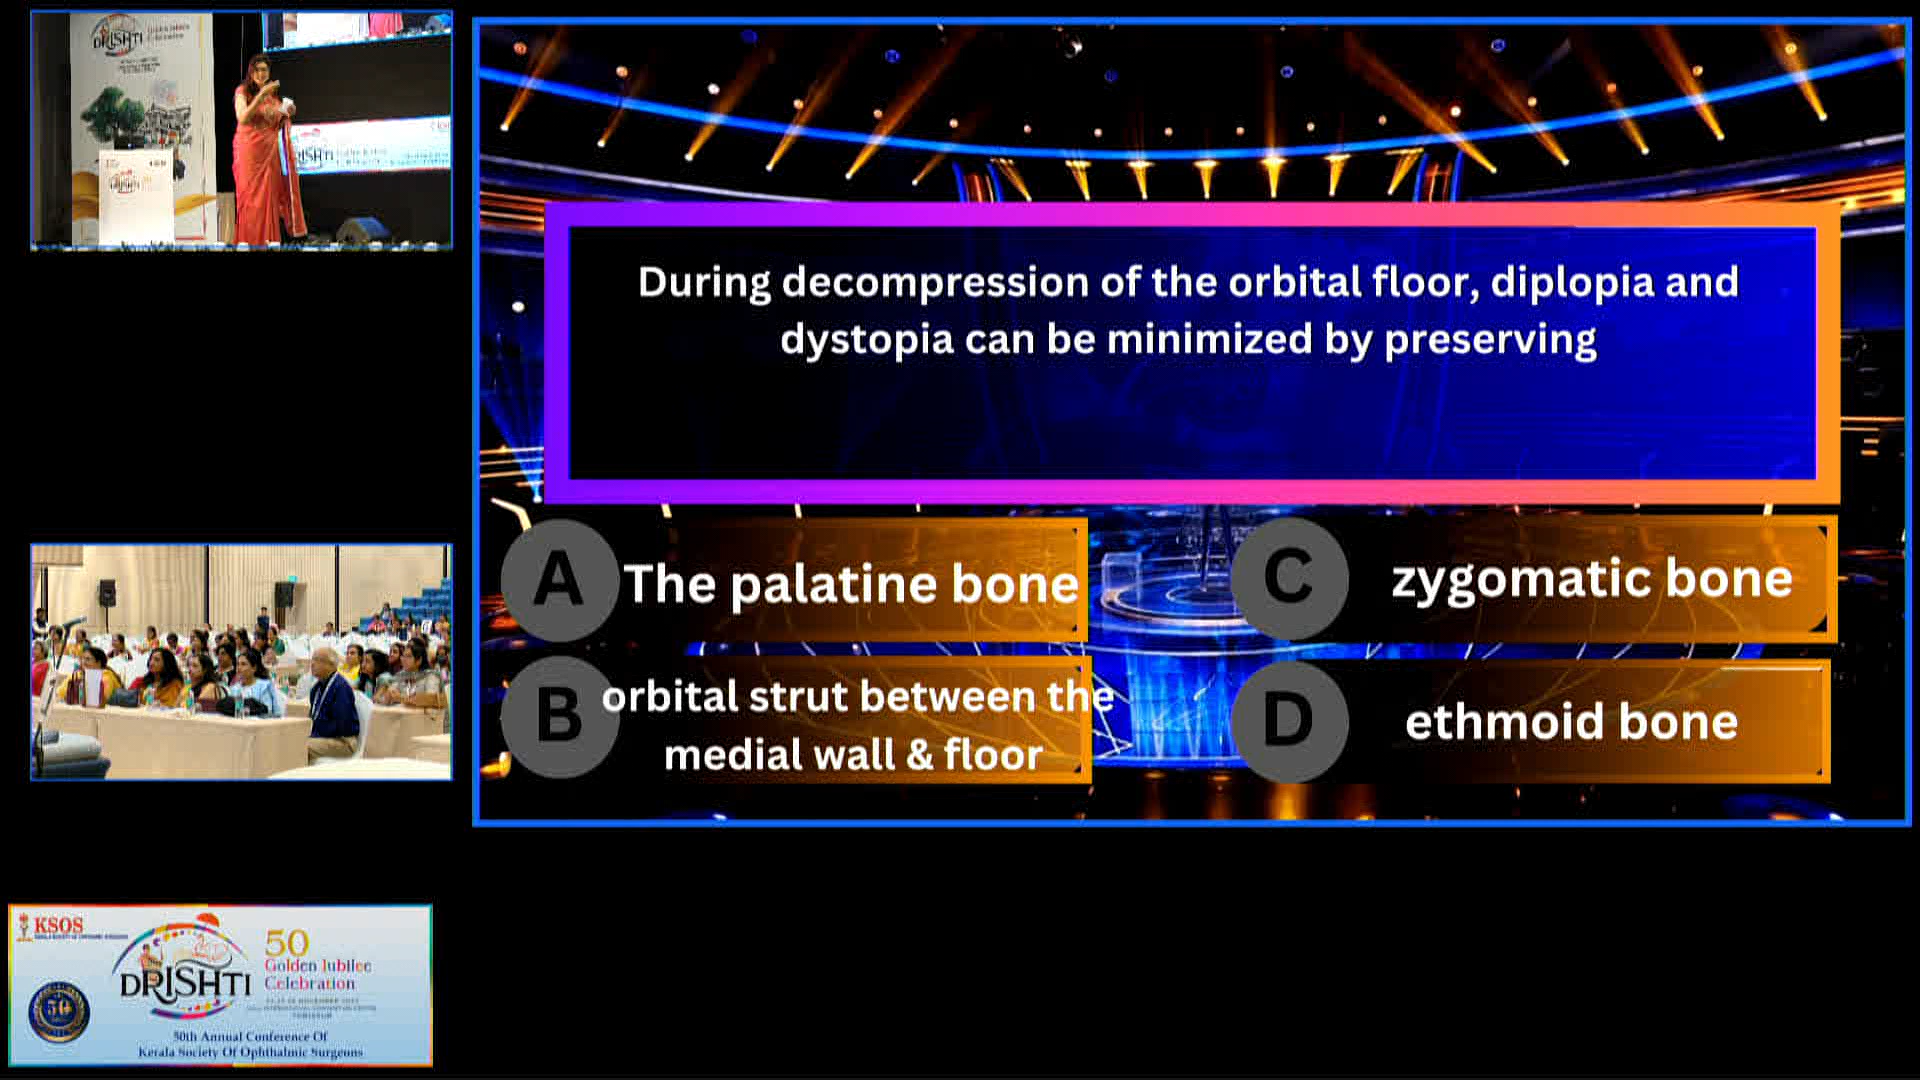 DRISHTI
During decompression of the orbital floor, diplopia and
dystopia can be minimized by preserving
A
The palatine bone
C
zygomatic bone
B
orbital strut between the
medial wall & floor
D
ethmoid bone
KSOS
DRISHTI
50
Golden Jubilee
Celebration
50th Annual Conference Of
Kerala Society Of Ophthalmic Surgeons